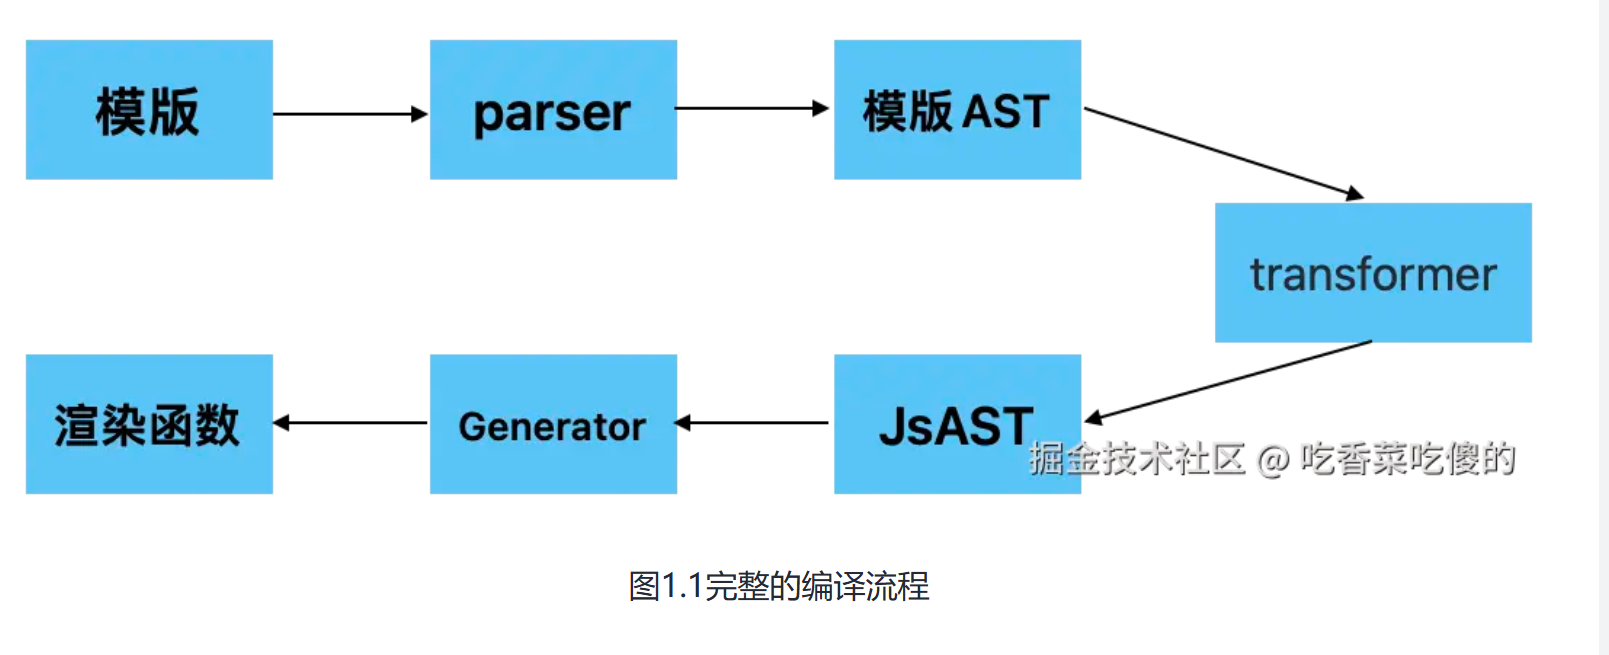 模版
parser
模版 AST
transformer
渲染函数
Generator
JsAST
掘金技术社区 @ 吃香菜吃傻的
图1.1完整的编译流程